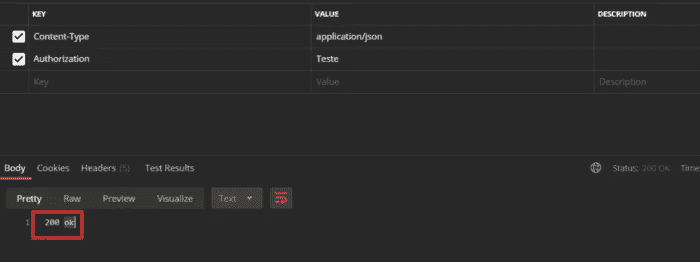 KEY VALUE DESCRIPTION
Content-Type application/json
Authorization Teste
Key Value Description
Body Cookies Headers (5) Test Results Status: 200 OK Time
Pretty Raw Preview Visualize Text
1 200 ok